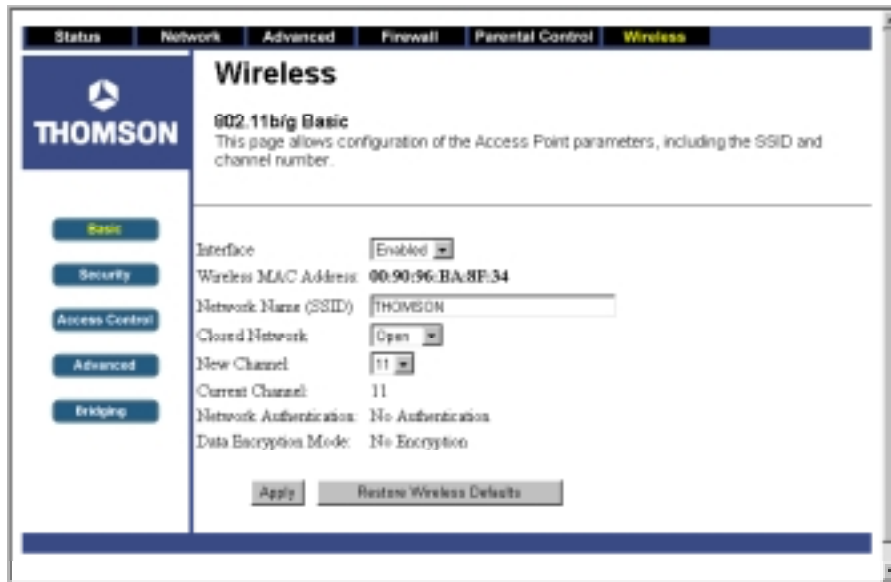 Status Network Advanced Firewall Parental Control Wireless
THOMSON
Wireless
802.11b/g Basic
This page allows configuration of the Access Point parameters, including the SSID and
channel number.
Basic
Security
Access Control
Advanced
Bridging
Interface Enabled
Wireless MAC Address: 00:90:96:BA:8F:34
Network Name (SSID) THOMSON
Closed Network Open
New Channel: 11
Current Channel: 11
Network Authentication: No Authentication
Data Encryption Mode: No Encryption
Apply Restore Wireless Defaults